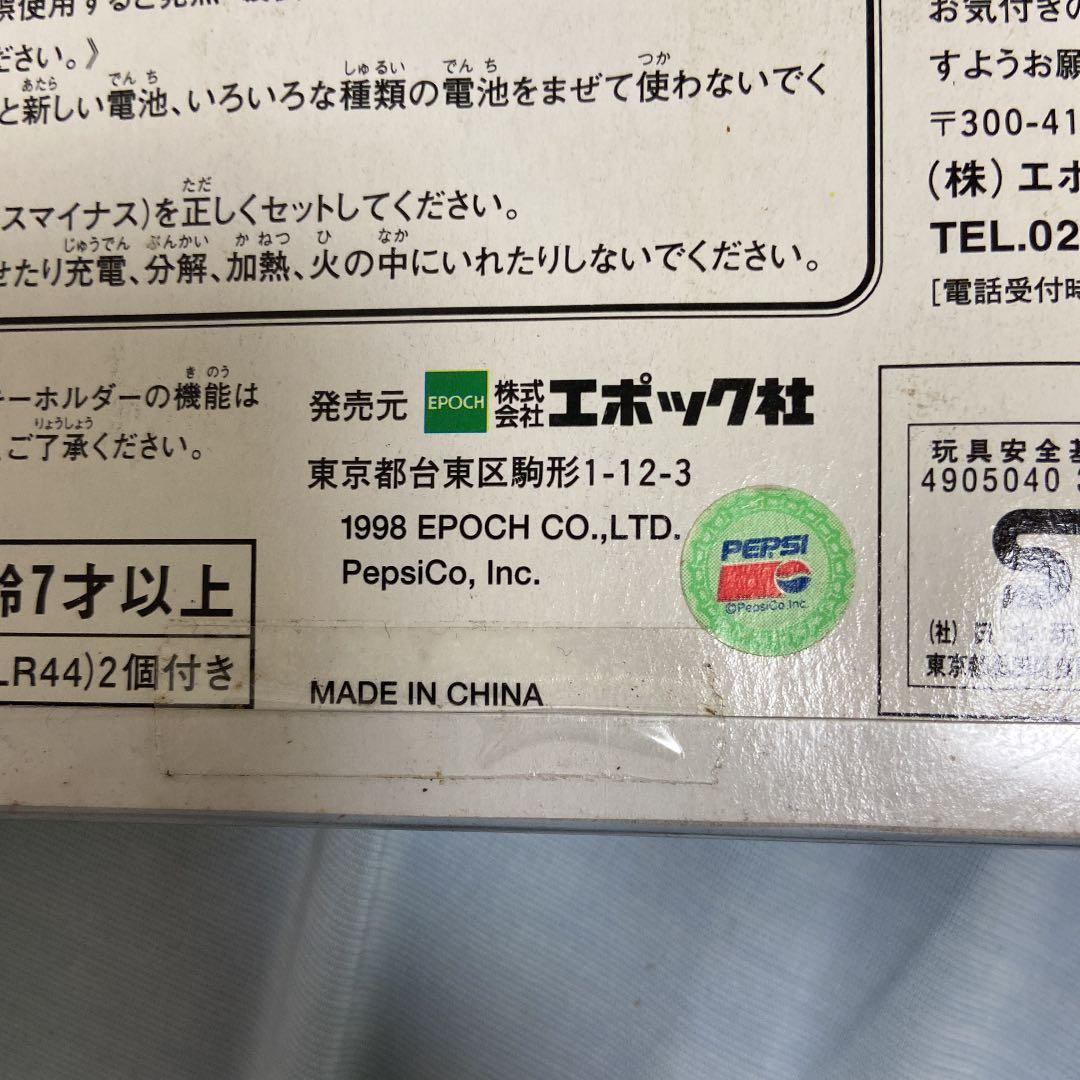 ださい。》
と新しい電池、いろいろな種類の電池をまぜて使わないでく
スマイナス)を正しくセットしてください。
せたり充電、分解、加熱、火の中にいれたりしないでください。
お気付きの
すようお願
〒300-41
(株)エポ
TEL.02
[電話受付時
キーホルダーの機能は
ご了承ください。
齢7才以上
LR44)2個付き
発売元 EPOCH 株式会社 エポック社
東京都台東区駒形1-12-3
1998 EPOCH CO.,LTD.
PepsiCo, Inc.
MADE IN CHINA
PEPSI
©PepsiCo.Inc.
玩具安全基
4905040
S
(社)
東京都